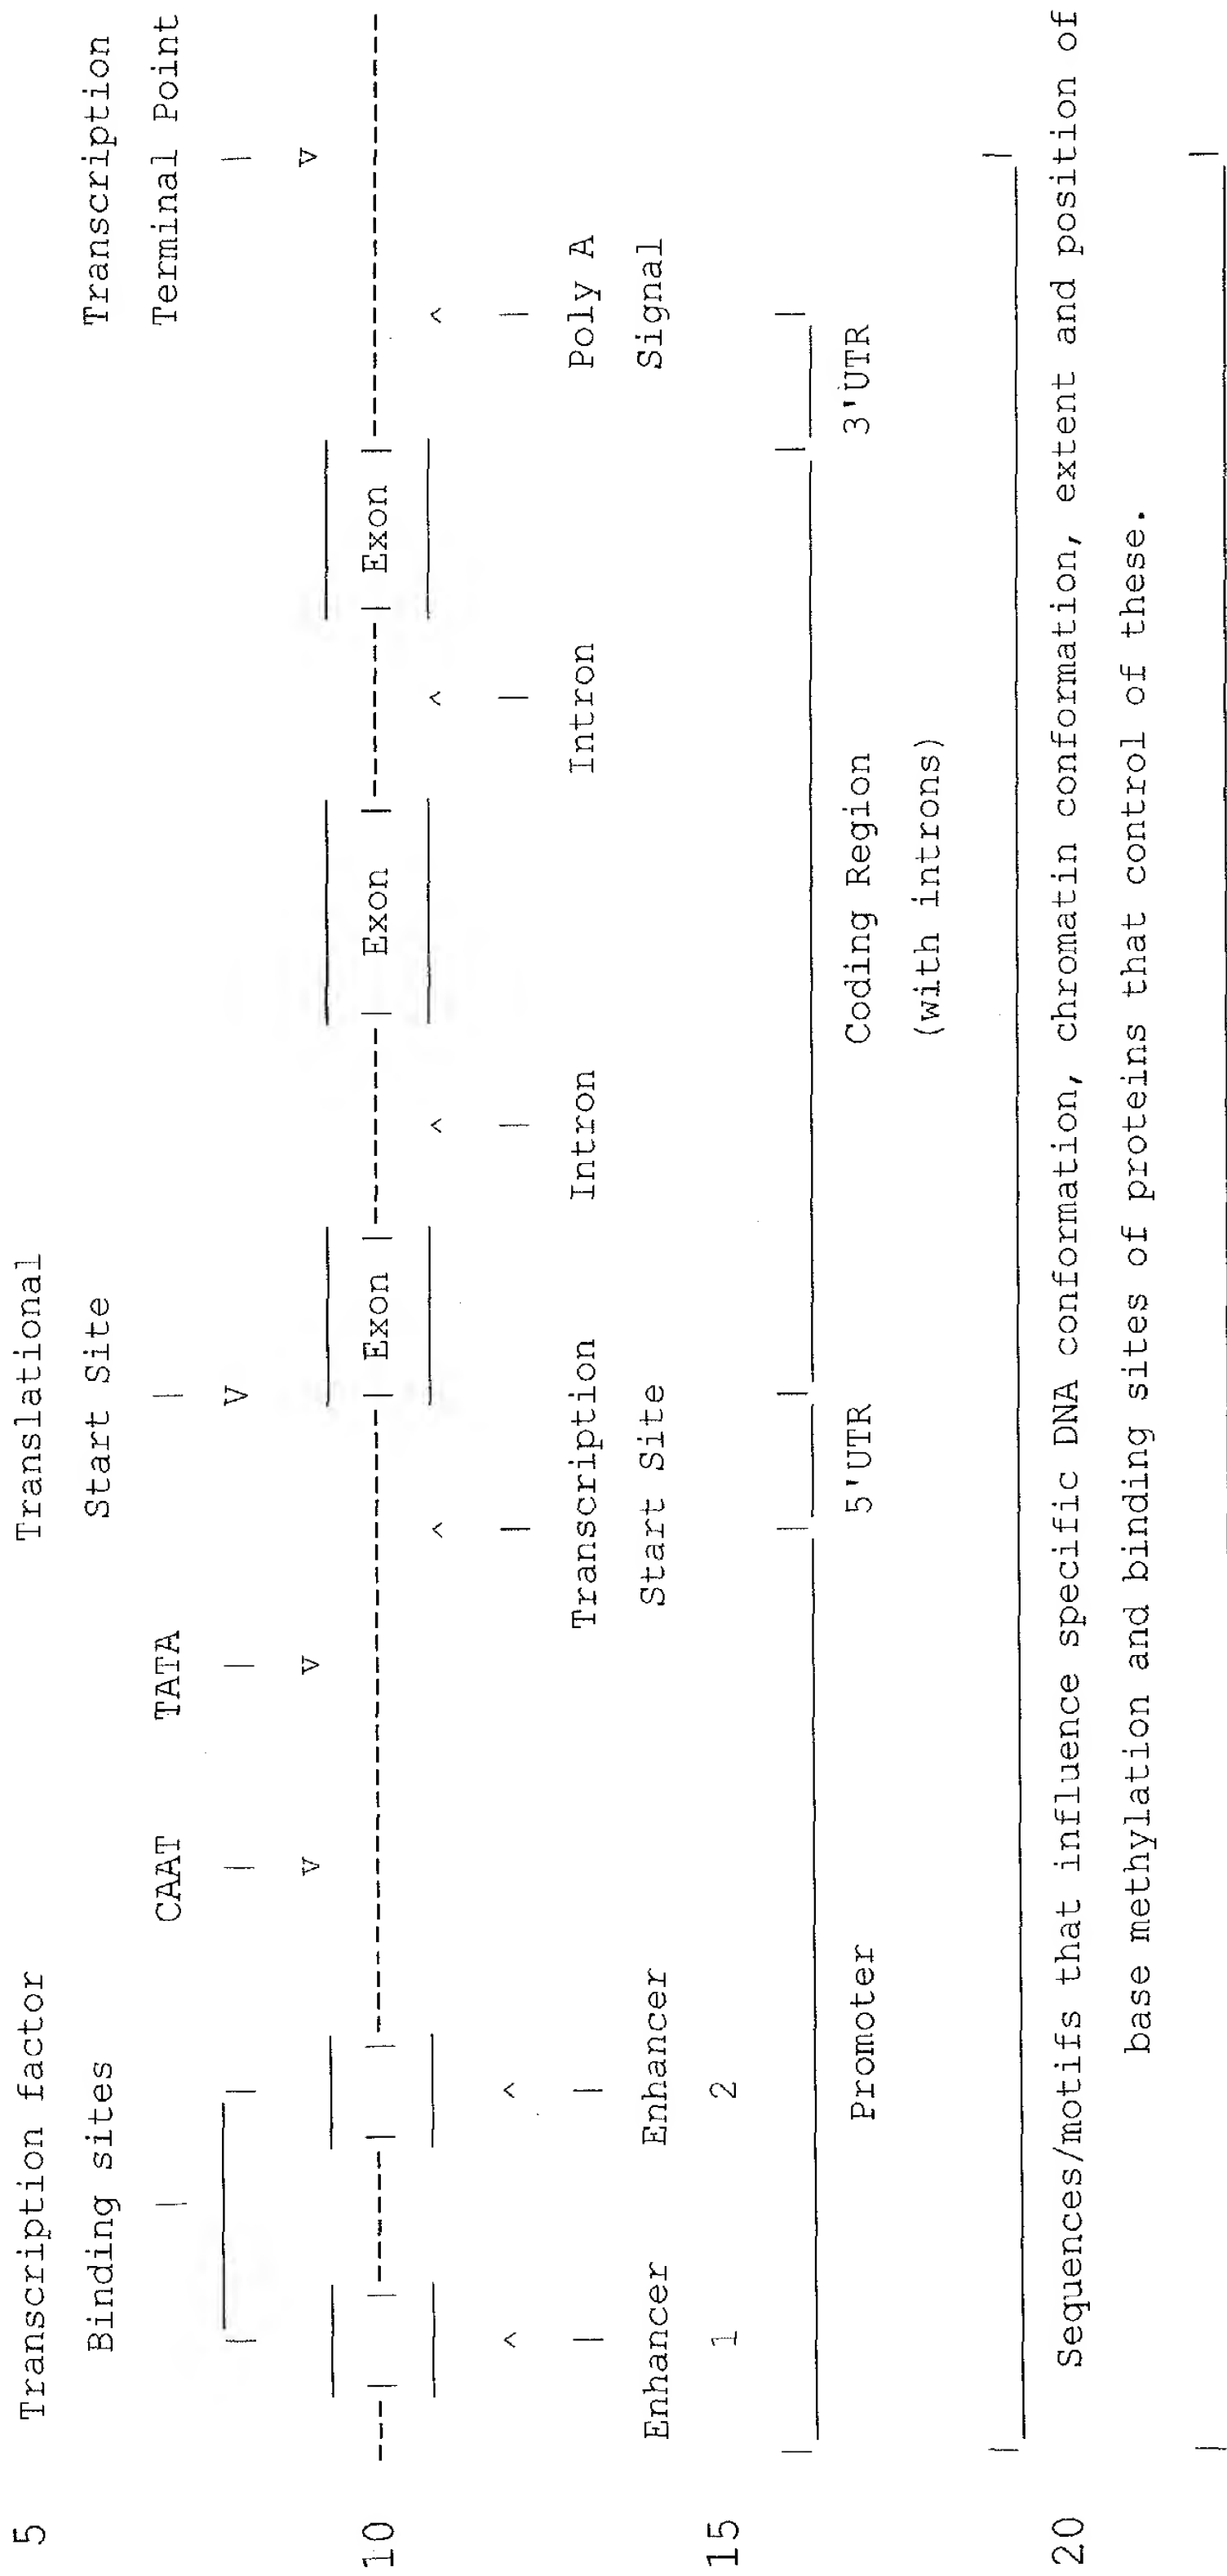 5 Transcription factor Translational Transcription
Binding sites CAAT TATA Start Site Terminal Point
10 Exon Exon Exon
Transcription Intron Intron Poly A
Enhancer Enhancer Start Site Signal
15 1 2
Promoter 5'UTR Coding Region 3'UTR
(with introns)
20 Sequences/motifs that influence specific DNA conformation, chromatin conformation, extent and position of
base methylation and binding sites of proteins that control of these.